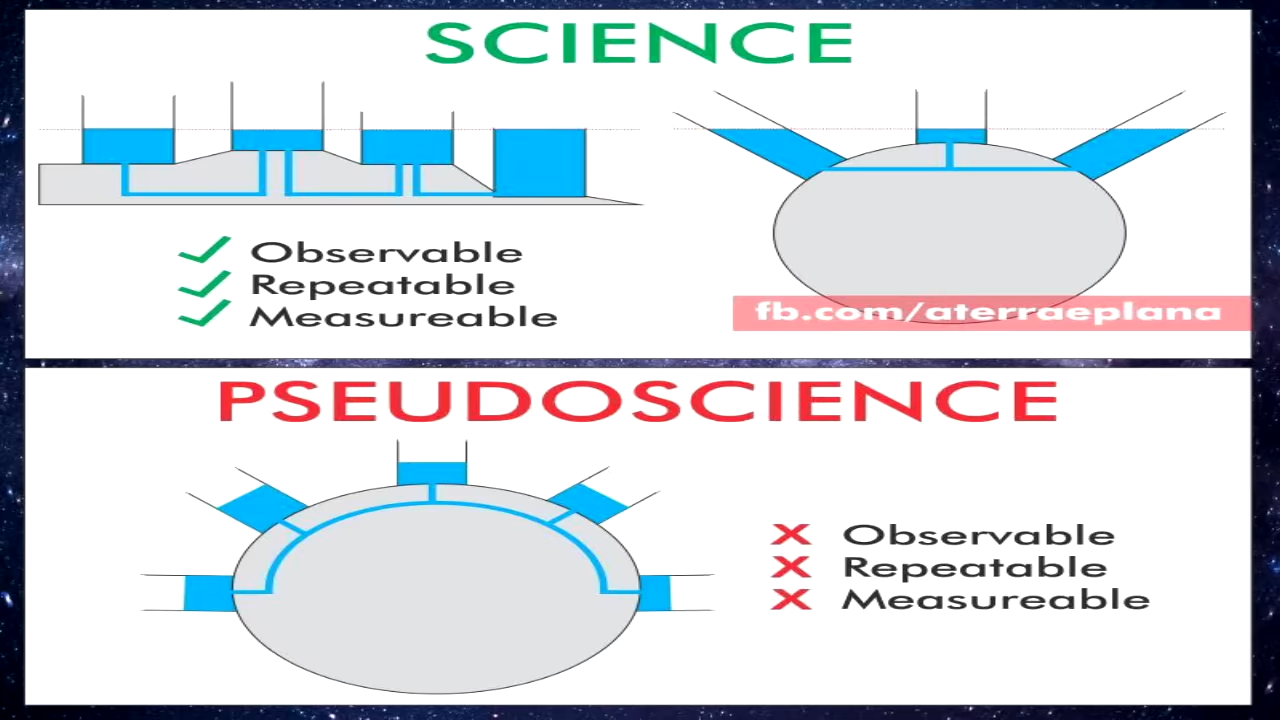 SCIENCE
Observable
Repeatable
Measureable
fb.com/aterraeplana
PSEUDOSCIENCE
Observable
Repeatable
Measureable